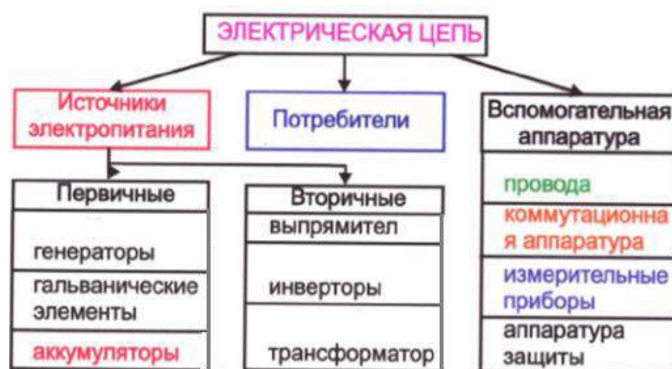 ЭЛЕКТРИЧЕСКАЯ ЦЕПЬ
Источники
электропитания
Потребители
Вспомогательная
аппаратура
Первичные
генераторы
гальванические
элементы
аккумуляторы
Вторичные
выпрямител
инверторы
трансформатор
провода
коммутационна
я аппаратура
измерительные
приборы
аппаратура
защиты